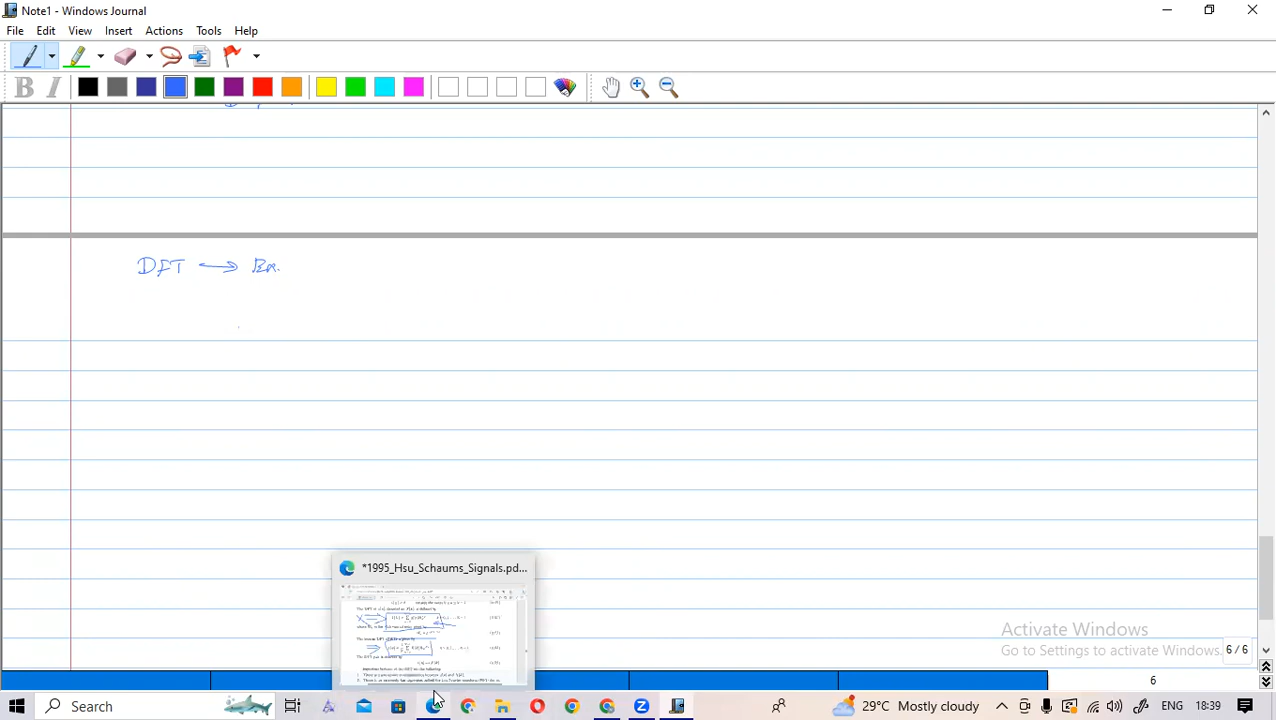 Note1 - Windows Journal
File Edit View Insert Actions Tools Help
B I
DFT ⟷ En.
*1995_Hsu_Schaums_Signals.pd...
Activate Windows
Go to Settings to activate Windows.
6 / 6
6
Search
29°C Mostly cloudy
ENG
18:39